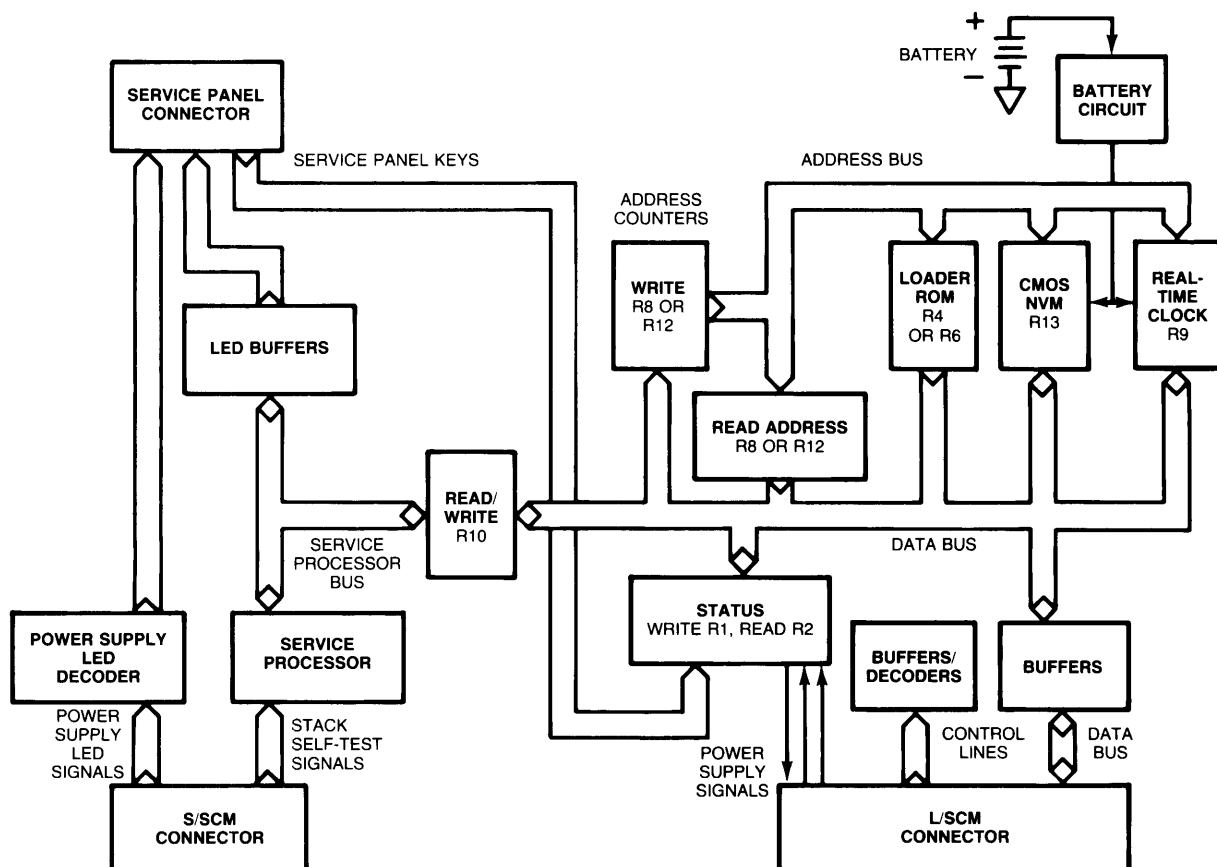 +
BATTERY
−
BATTERY
CIRCUIT
SERVICE PANEL
CONNECTOR
SERVICE PANEL KEYS
ADDRESS BUS
ADDRESS
COUNTERS
WRITE
R8 OR
R12
LOADER
ROM
R4
OR R6
CMOS
NVM
R13
REAL-
TIME
CLOCK
R9
LED BUFFERS
READ ADDRESS
R8 OR R12
READ/
WRITE
R10
SERVICE
PROCESSOR
BUS
DATA BUS
POWER SUPPLY
LED
DECODER
SERVICE
PROCESSOR
STATUS
WRITE R1, READ R2
BUFFERS/
DECODERS
BUFFERS
POWER
SUPPLY
LED
SIGNALS
STACK
SELF-TEST
SIGNALS
POWER
SUPPLY
SIGNALS
CONTROL
LINES
DATA
BUS
S/SCM
CONNECTOR
L/SCM
CONNECTOR